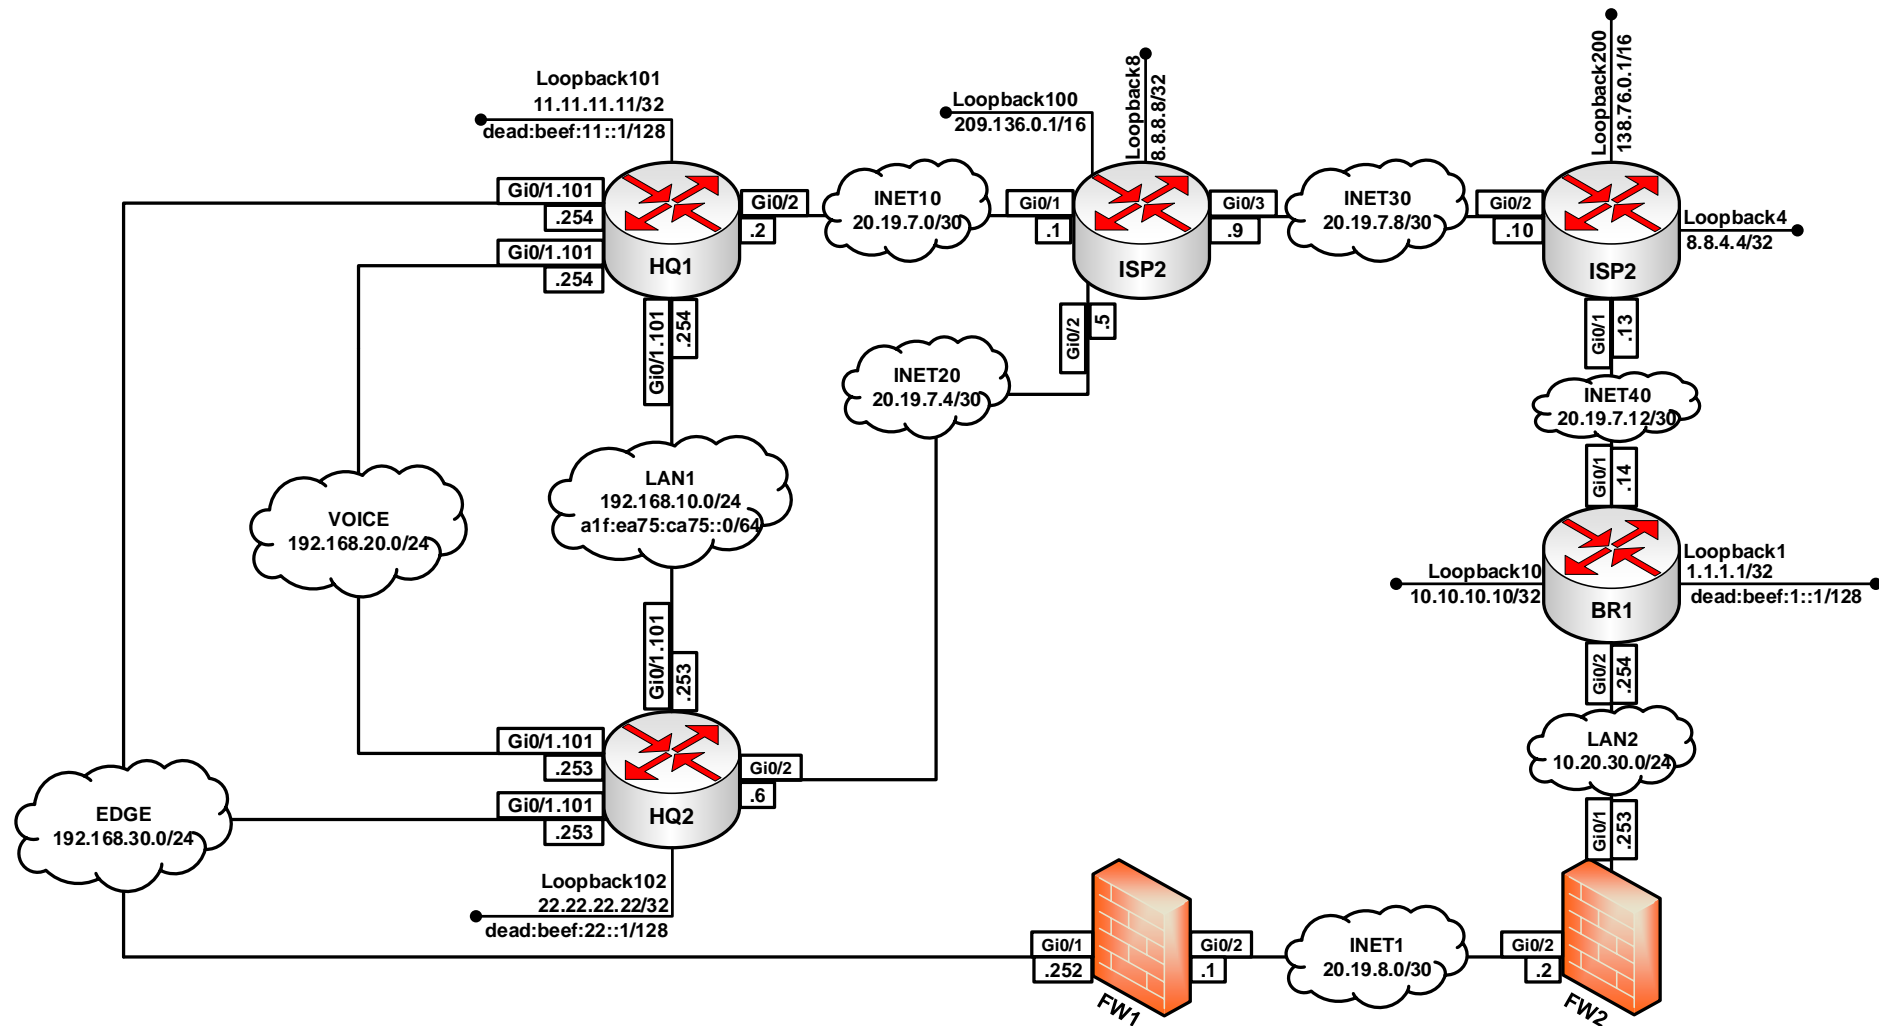 Loopback101
11.11.11.11/32
dead:beef:11::1/128
Loopback100
209.136.0.1/16
Loopback8
8.8.8.8/32
Loopback200
138.76.0.1/16
Gi0/1.101
.254
Gi0/1.101
.254
HQ1
Gi0/2
.2
INET10
20.19.7.0/30
Gi0/1
.1
ISP2
Gi0/3
.9
INET30
20.19.7.8/30
Gi0/2
.10
ISP2
Loopback4
8.8.4.4/32
Gi0/1.101
.254
Gi0/2
.5
Gi0/1
.13
INET20
20.19.7.4/30
INET40
20.19.7.12/30
Gi0/1
.14
VOICE
192.168.20.0/24
LAN1
192.168.10.0/24
a1f:ea75:ca75::0/64
Loopback10
10.10.10.10/32
BR1
Loopback1
1.1.1.1/32
dead:beef:1::1/128
Gi0/1.101
.253
Gi0/2
.254
Gi0/1.101
.253
Gi0/1.101
.253
HQ2
Gi0/2
.6
LAN2
10.20.30.0/24
EDGE
192.168.30.0/24
Gi0/1
.253
Loopback102
22.22.22.22/32
dead:beef:22::1/128
Gi0/1
.252
FW1
Gi0/2
.1
INET1
20.19.8.0/30
Gi0/2
.2
FW2